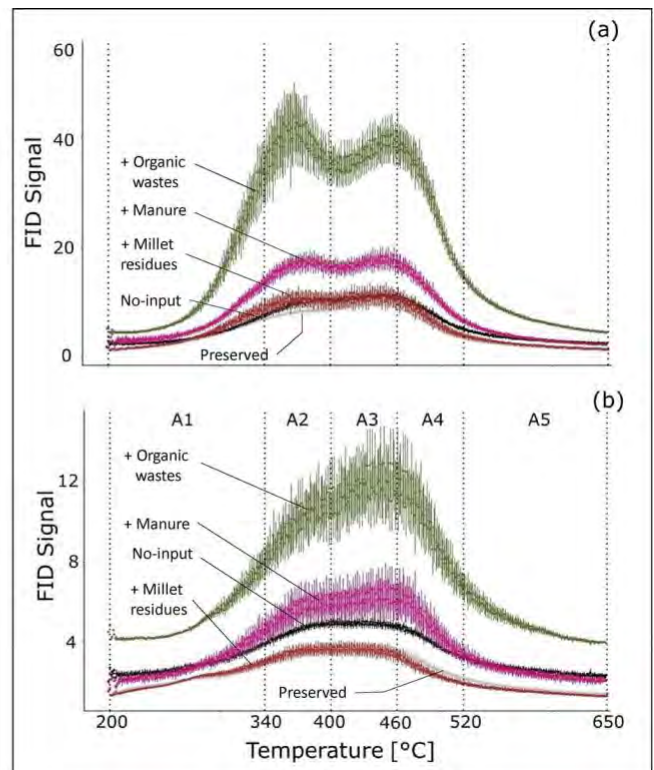 (a)
60
40
20
0
FID Signal
+ Organic
wastes
+ Manure
+ Millet
residues
No-input
Preserved
(b)
A1 A2 A3 A4 A5
12
8
4
FID Signal
+ Organic
wastes
+ Manure
No-input
+ Millet
residues
Preserved
200 340 400 460 520 650
Temperature [°C]